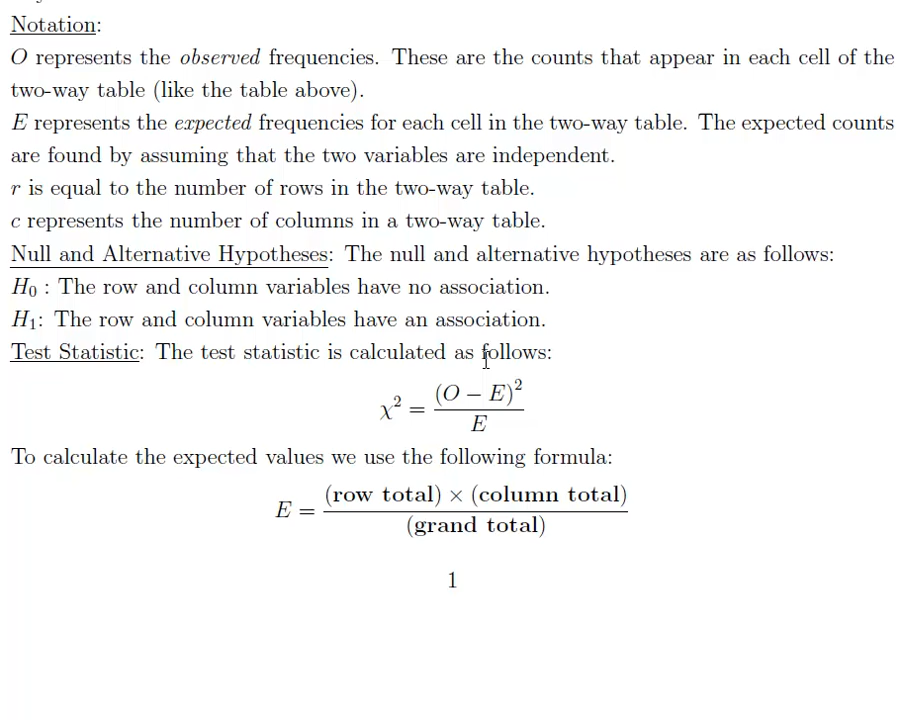 Notation:
O represents the observed frequencies. These are the counts that appear in each cell of the
two-way table (like the table above).
E represents the expected frequencies for each cell in the two-way table. The expected counts
are found by assuming that the two variables are independent.
r is equal to the number of rows in the two-way table.
c represents the number of columns in a two-way table.
Null and Alternative Hypotheses: The null and alternative hypotheses are as follows:
H₀ : The row and column variables have no association.
H₁: The row and column variables have an association.
Test Statistic: The test statistic is calculated as follows:
χ² = (O − E)² / E
To calculate the expected values we use the following formula:
E = (row total) × (column total) / (grand total)
1